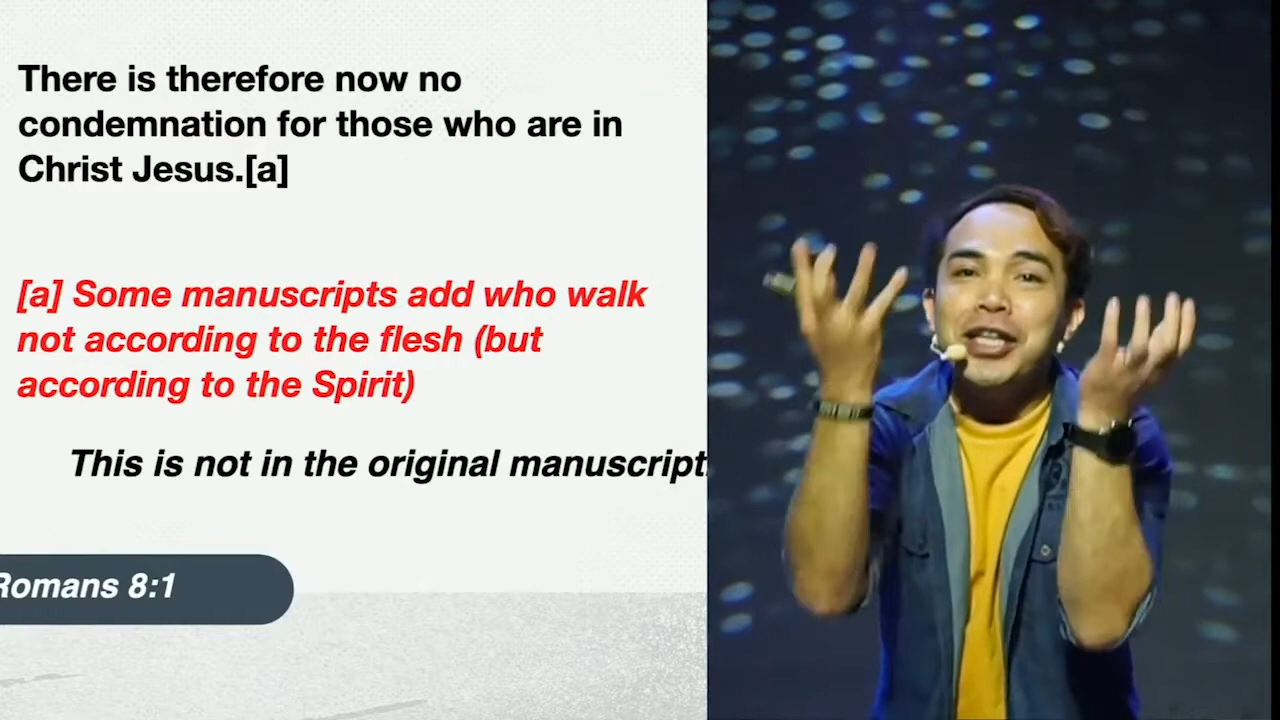 There is therefore now no
condemnation for those who are in
Christ Jesus.[a]
[a] Some manuscripts add who walk
not according to the flesh (but
according to the Spirit)
This is not in the original manuscript.
Romans 8:1